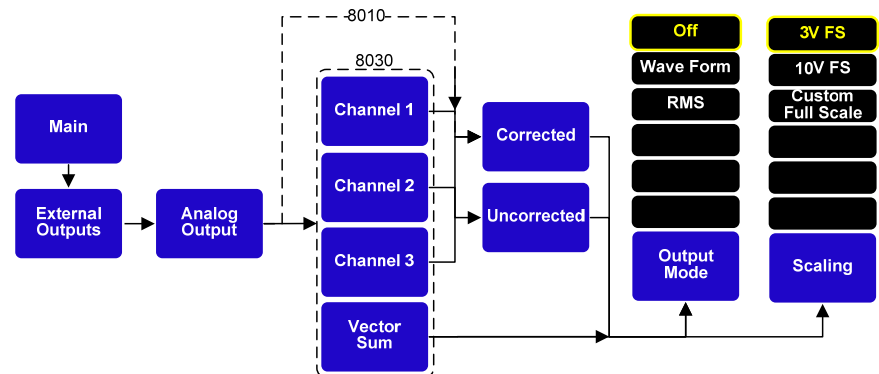 8010
8030
Main
External
Outputs
Analog
Output
Channel 1
Channel 2
Channel 3
Vector
Sum
Corrected
Uncorrected
Off
Wave Form
RMS
Output
Mode
3V FS
10V FS
Custom
Full Scale
Scaling